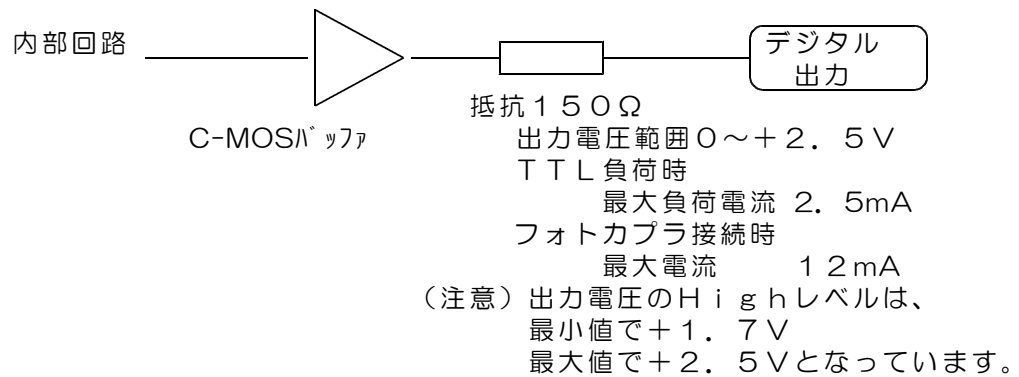 内部回路
デジタル
出力
抵抗１５０Ω
C-MOSﾊﾞｯﾌｧ
出力電圧範囲０～＋２．５Ｖ
ＴＴＬ負荷時
最大負荷電流 ２．５mA
フォトカプラ接続時
最大電流　　１２mA
（注意）出力電圧のＨｉｇｈレベルは、
最小値で＋１．７Ｖ
最大値で＋２．５Ｖとなっています。